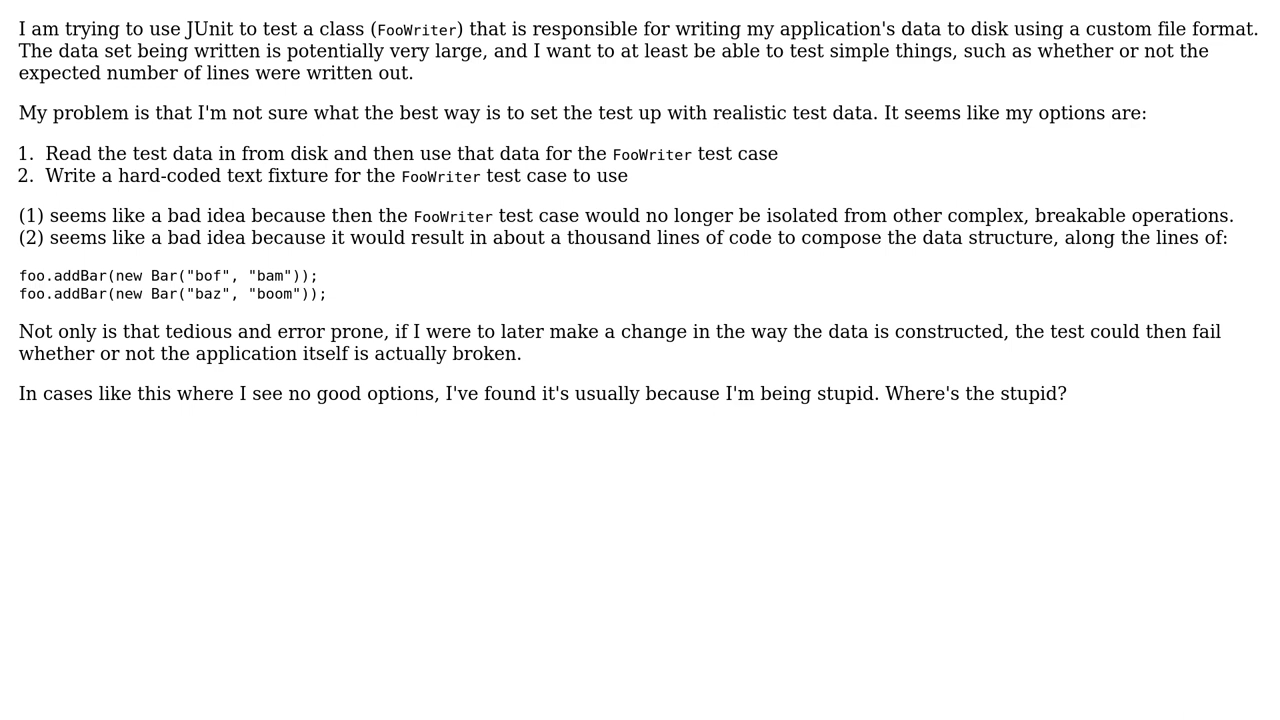 I am trying to use JUnit to test a class (FooWriter) that is responsible for writing my application's data to disk using a custom file format.
The data set being written is potentially very large, and I want to at least be able to test simple things, such as whether or not the
expected number of lines were written out.
My problem is that I'm not sure what the best way is to set the test up with realistic test data. It seems like my options are:
1. Read the test data in from disk and then use that data for the FooWriter test case
2. Write a hard-coded text fixture for the FooWriter test case to use
(1) seems like a bad idea because then the FooWriter test case would no longer be isolated from other complex, breakable operations.
(2) seems like a bad idea because it would result in about a thousand lines of code to compose the data structure, along the lines of:
foo.addBar(new Bar("bof", "bam"));
foo.addBar(new Bar("baz", "boom"));
Not only is that tedious and error prone, if I were to later make a change in the way the data is constructed, the test could then fail
whether or not the application itself is actually broken.
In cases like this where I see no good options, I've found it's usually because I'm being stupid. Where's the stupid?